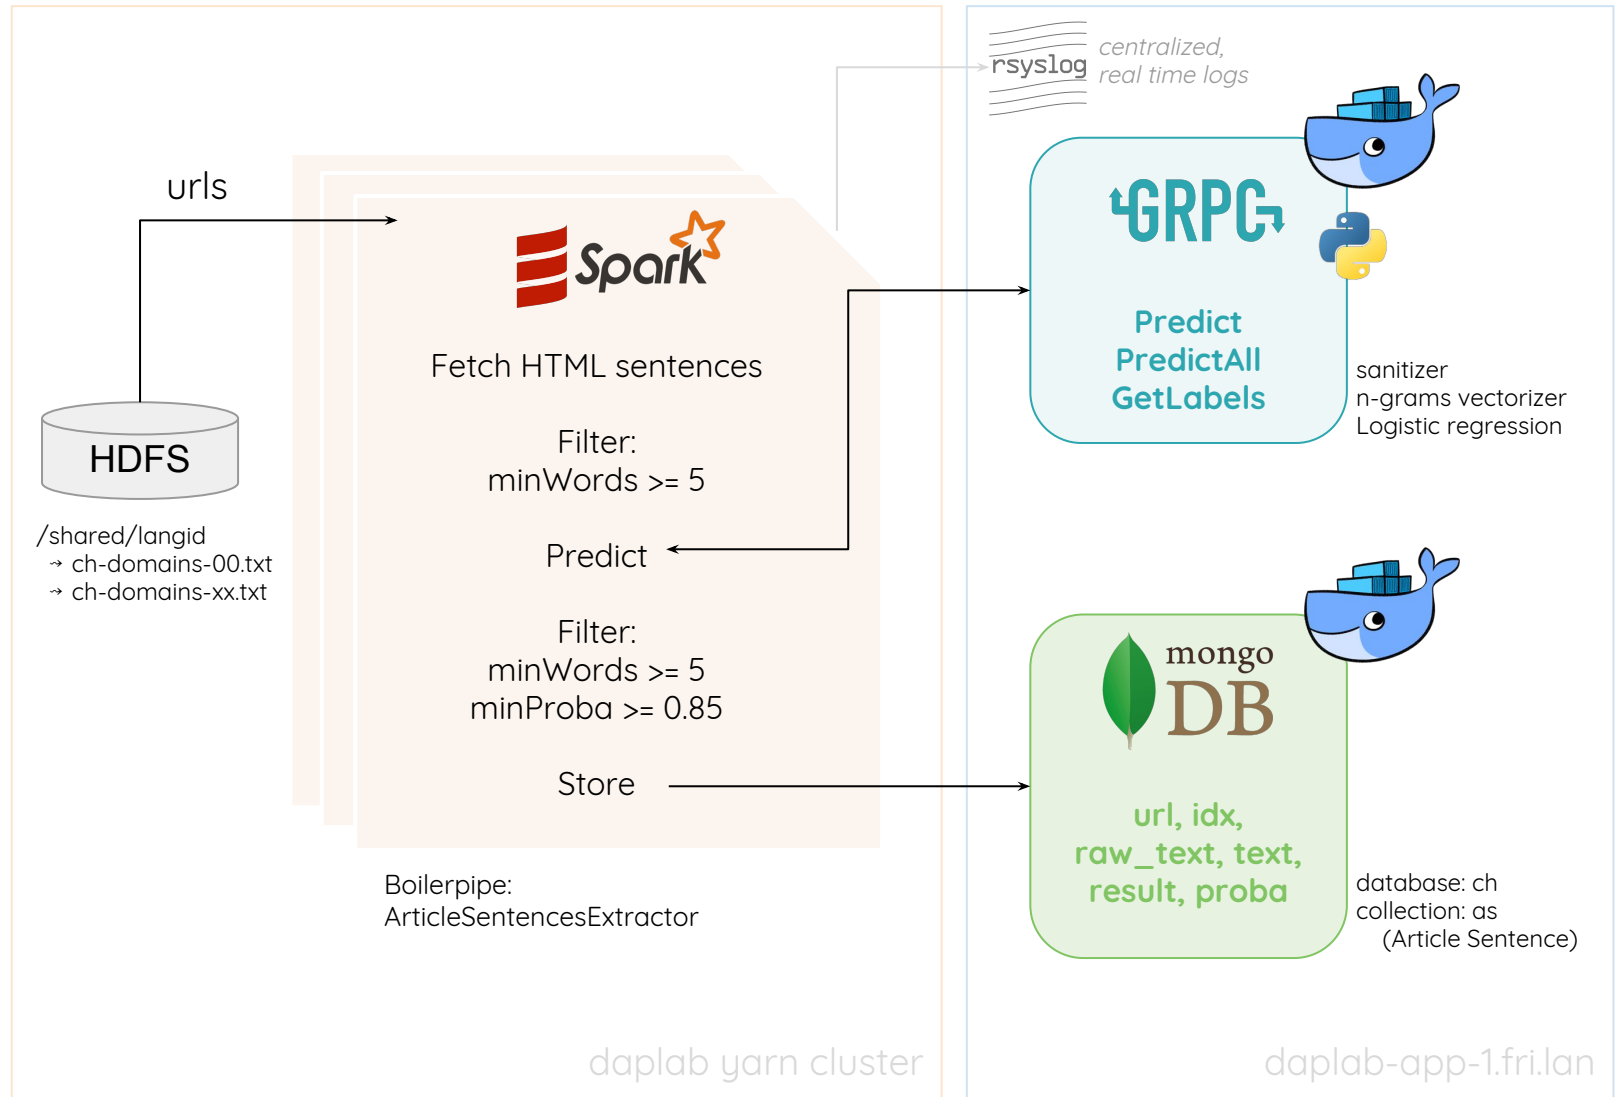 rsyslog
centralized,
real time logs
urls
GRPC
Spark
Predict
PredictAll
GetLabels
Fetch HTML sentences
sanitizer
n-grams vectorizer
Logistic regression
Filter:
minWords >= 5
HDFS
/shared/langid
→ ch-domains-00.txt
→ ch-domains-xx.txt
Predict
Filter:
minWords >= 5
minProba >= 0.85
mongo
DB
Store
url, idx,
raw_text, text,
result, proba
Boilerpipe:
ArticleSentencesExtractor
database: ch
collection: as
(Article Sentence)
daplab yarn cluster
daplab-app-1.fri.lan